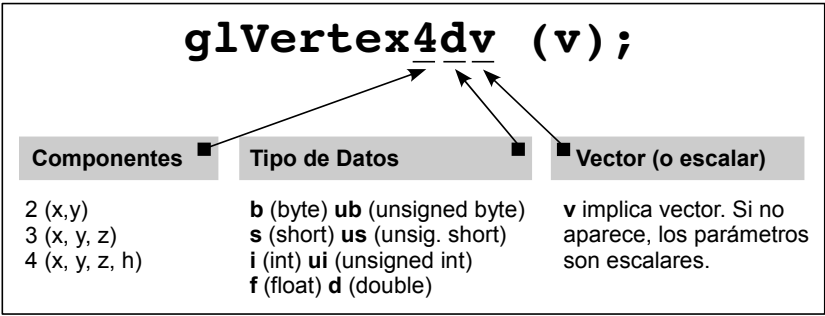 glVertex4dv (v);
Componentes
2 (x,y)
3 (x, y, z)
4 (x, y, z, h)
Tipo de Datos
b (byte) ub (unsigned byte)
s (short) us (unsig. short)
i (int) ui (unsigned int)
f (float) d (double)
Vector (o escalar)
v implica vector. Si no
aparece, los parámetros
son escalares.